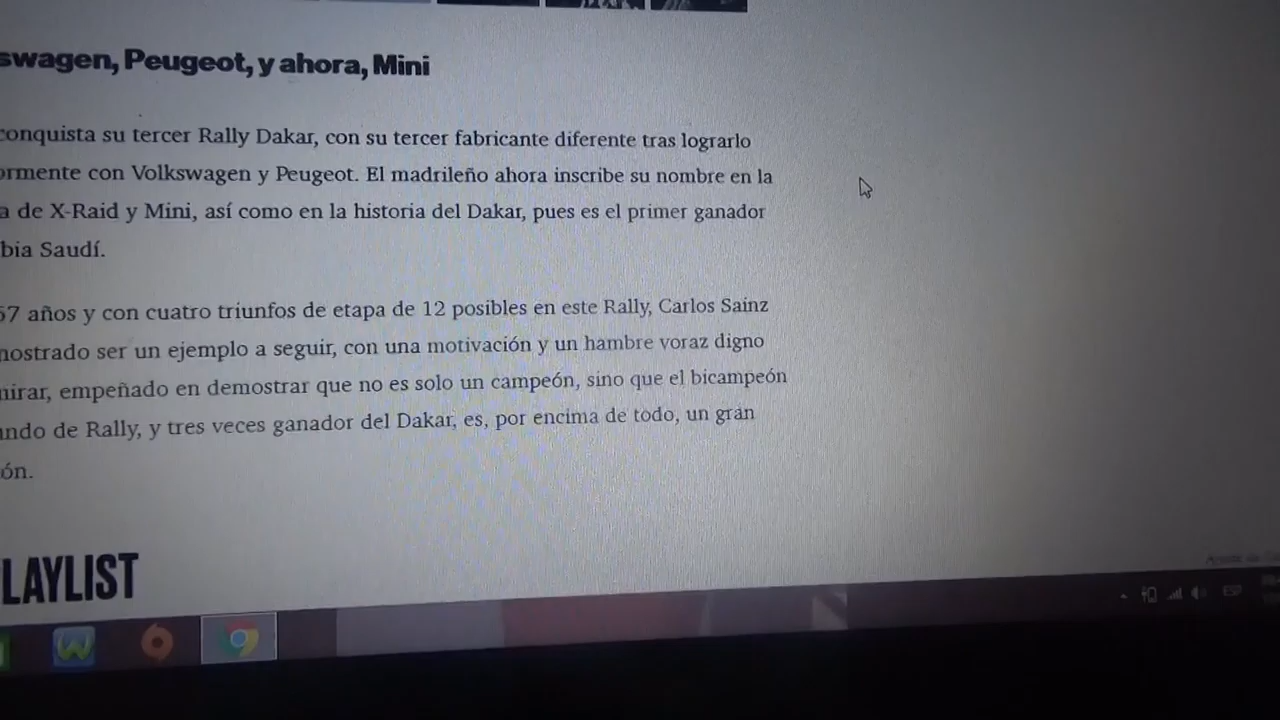 swagen, Peugeot, y ahora, Mini
conquista su tercer Rally Dakar, con su tercer fabricante diferente tras lograrlo
ormente con Volkswagen y Peugeot. El madrileño ahora inscribe su nombre en la
a de X-Raid y Mini, así como en la historia del Dakar, pues es el primer ganador
bia Saudí.
57 años y con cuatro triunfos de etapa de 12 posibles en este Rally, Carlos Sainz
mostrado ser un ejemplo a seguir, con una motivación y un hambre voraz digno
mirar, empeñado en demostrar que no es solo un campeón, sino que el bicampeón
undo de Rally, y tres veces ganador del Dakar, es, por encima de todo, un gran
ón.
LAYLIST
ESP